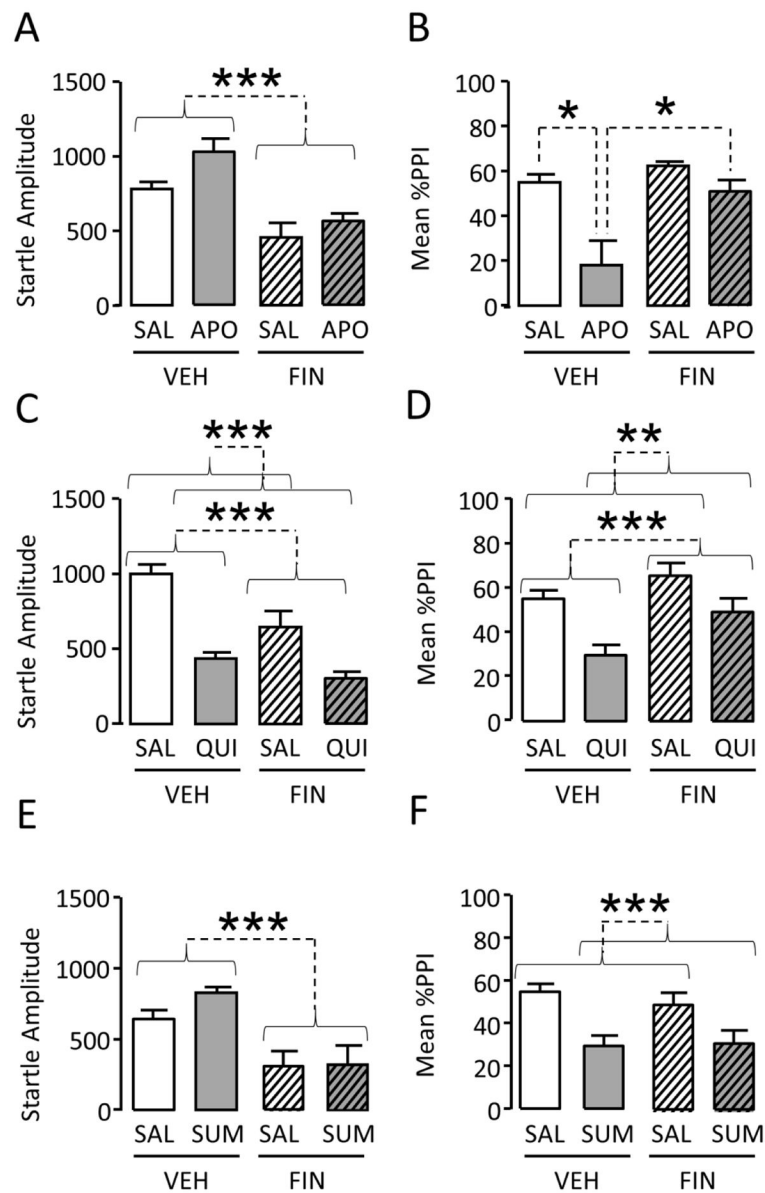 A
Startle Amplitude
1500
1000
500
0
***
SAL APO SAL APO
VEH FIN
B
Mean %PPI
100
80
60
40
20
0
* *
SAL APO SAL APO
VEH FIN
C
Startle Amplitude
1500
1000
500
0
***
***
SAL QUI SAL QUI
VEH FIN
D
Mean %PPI
100
80
60
40
20
0
**
***
SAL QUI SAL QUI
VEH FIN
E
Startle Amplitude
1500
1000
500
0
***
SAL SUM SAL SUM
VEH FIN
F
Mean %PPI
100
80
60
40
20
0
***
SAL SUM SAL SUM
VEH FIN